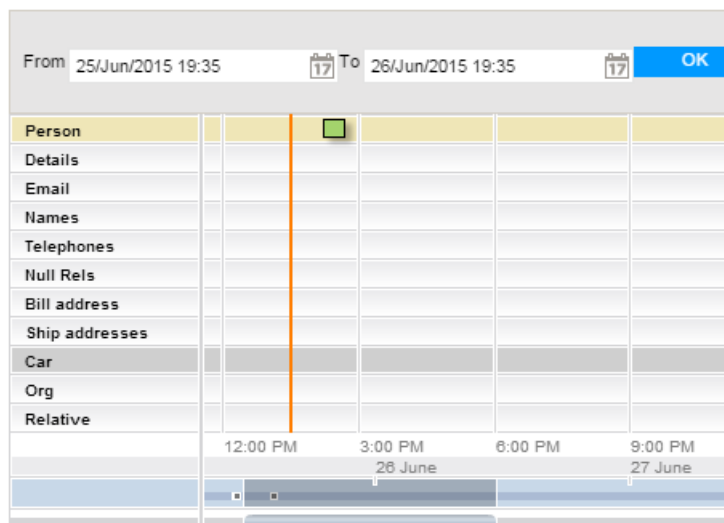 From 25/Jun/2015 19:35 17 To 26/Jun/2015 19:35 17 OK
Person
Details
Email
Names
Telephones
Null Rels
Bill address
Ship addresses
Car
Org
Relative
12:00 PM 3:00 PM 6:00 PM 9:00 PM
26 June 27 June